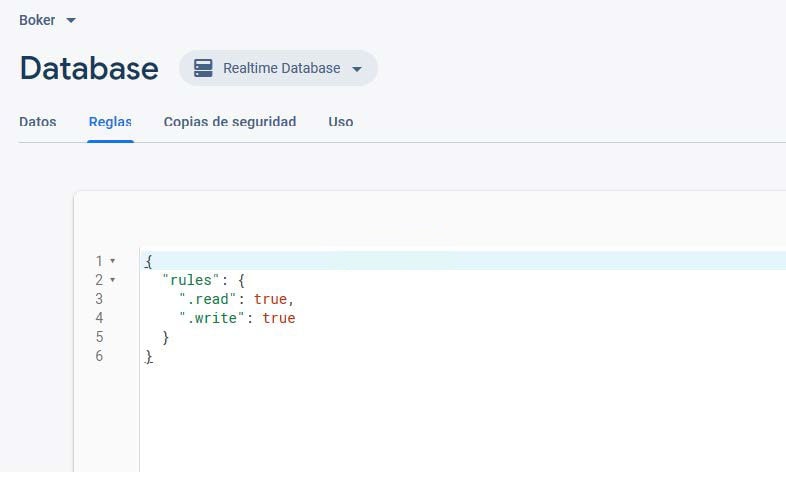 Boker
Database Realtime Database
Datos Reglas Copias de seguridad Uso
1 {
2 "rules": {
3 ".read": true,
4 ".write": true
5 }
6 }